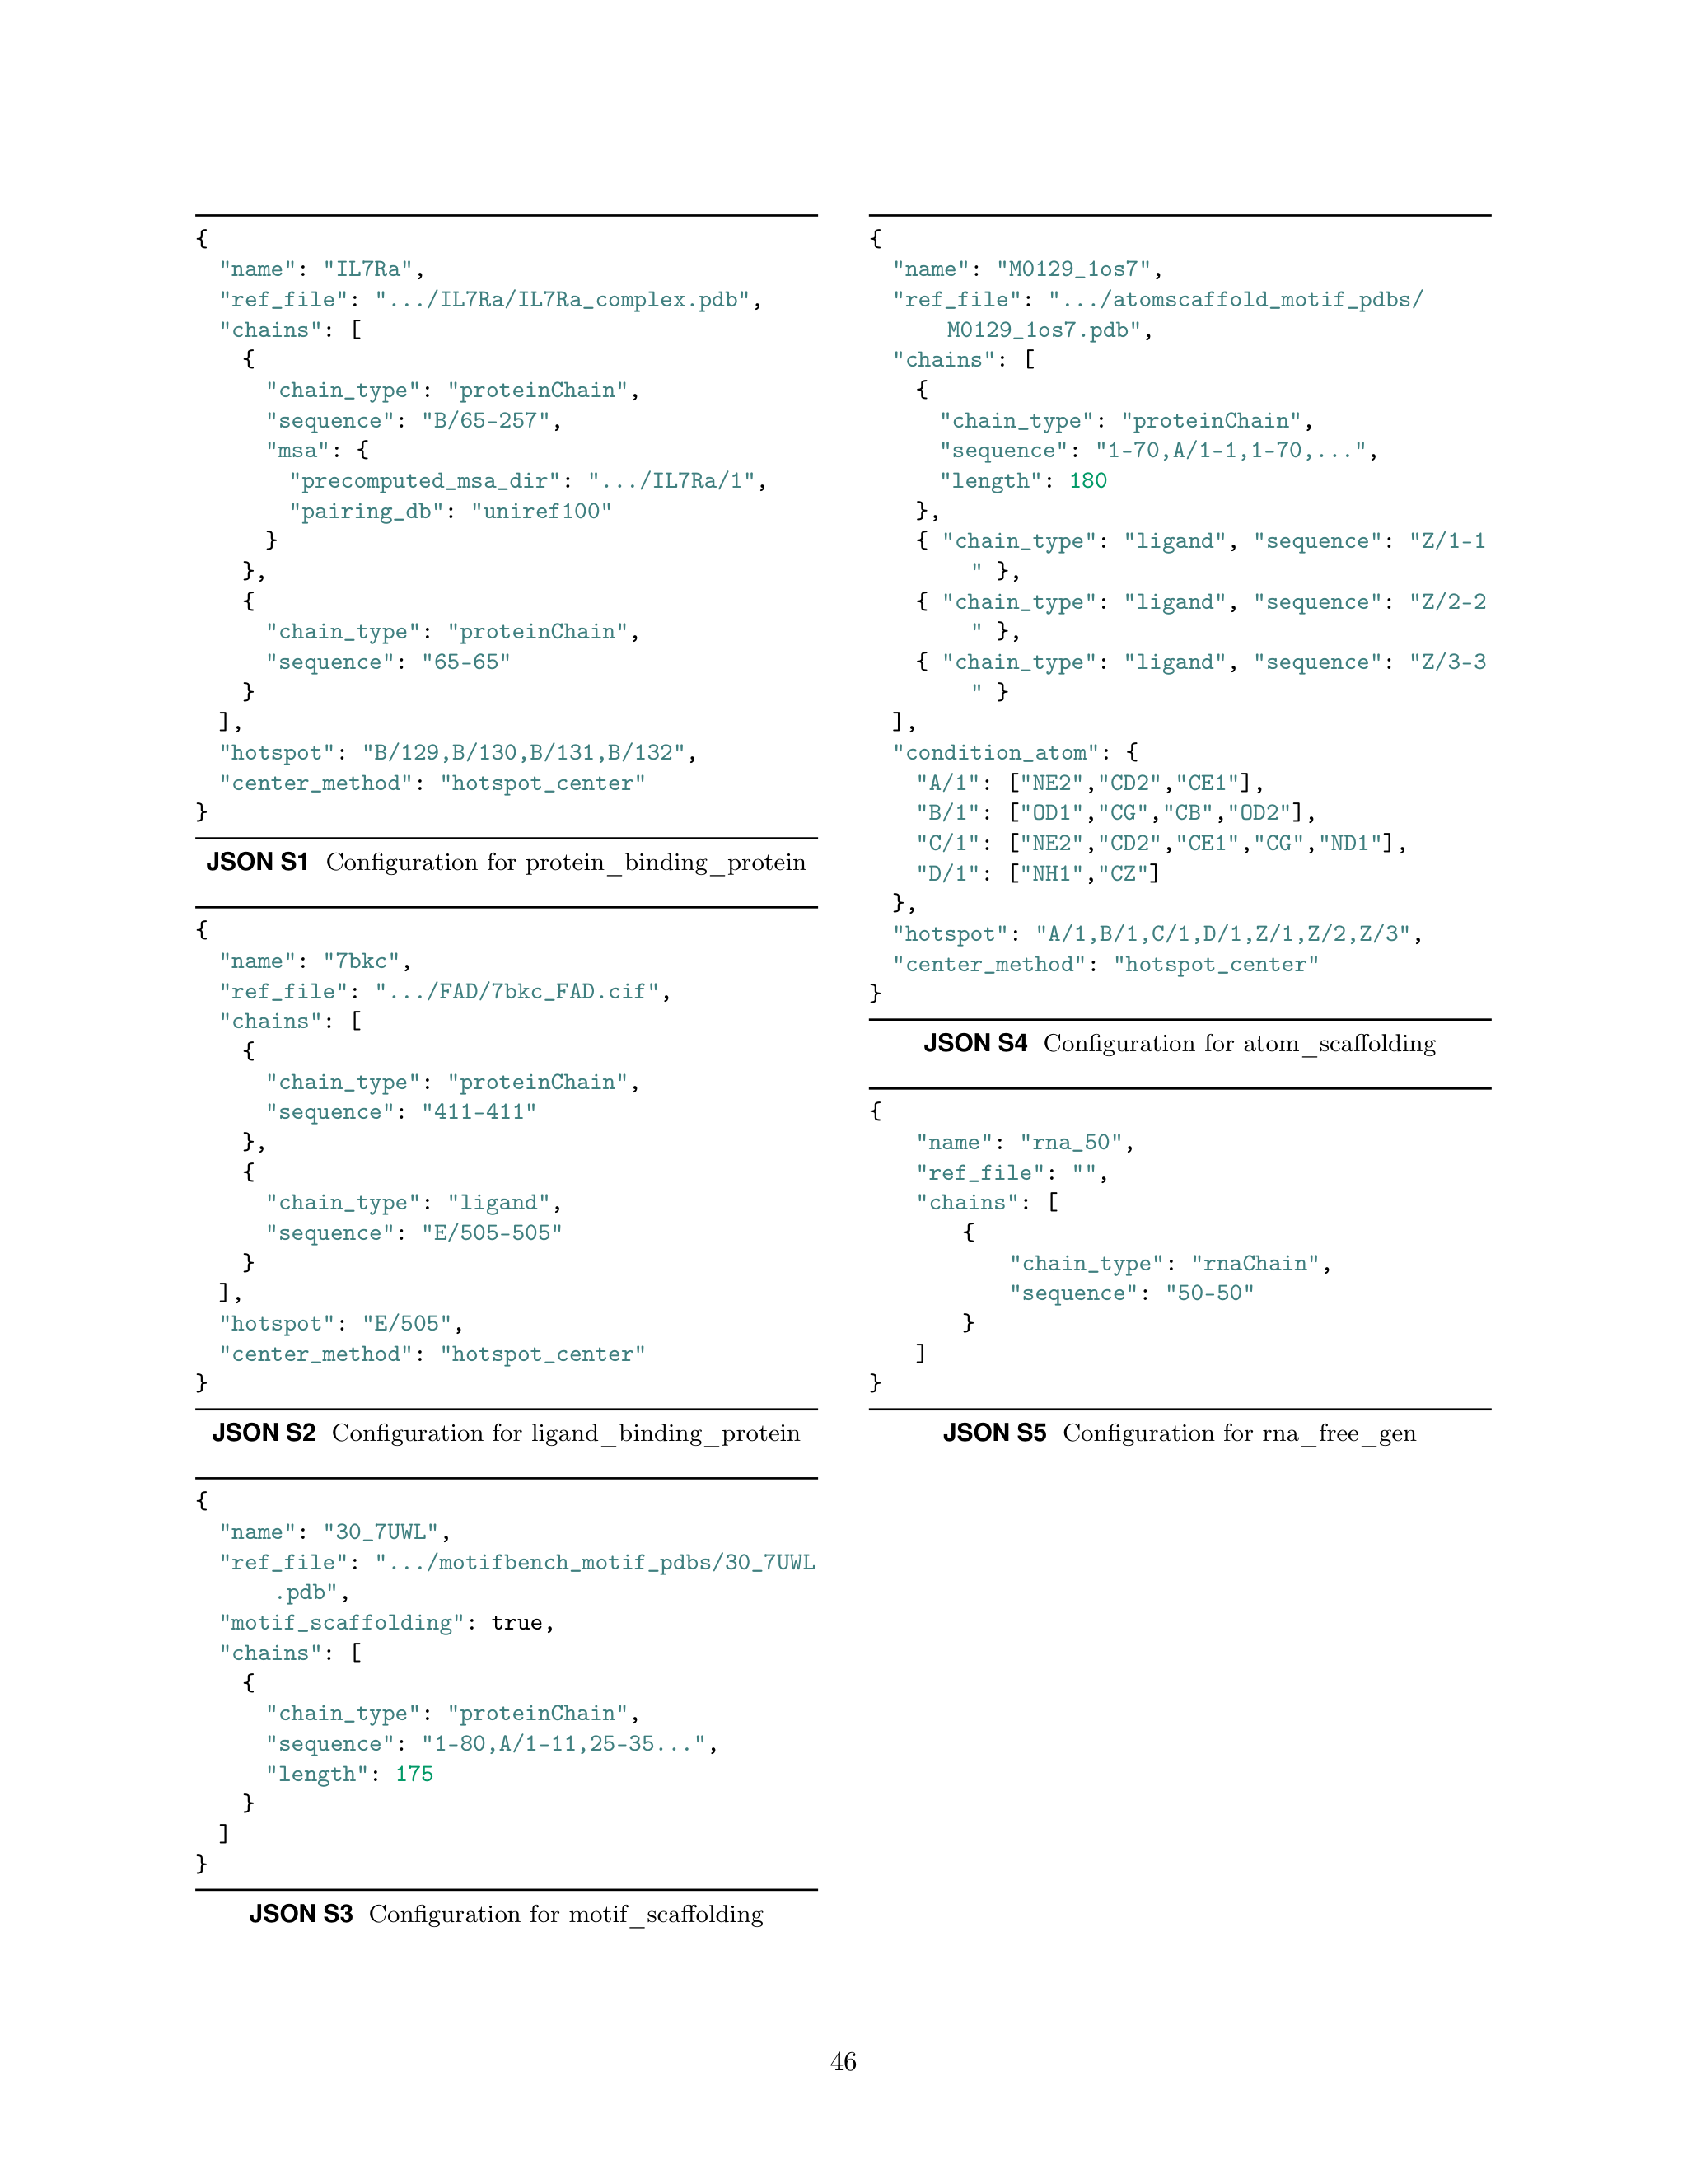 {
  "name": "IL7Ra",
  "ref_file": ".../IL7Ra/IL7Ra_complex.pdb",
  "chains": [
    {
      "chain_type": "proteinChain",
      "sequence": "B/65-257",
      "msa": {
        "precomputed_msa_dir": ".../IL7Ra/1",
        "pairing_db": "uniref100"
      }
    },
    {
      "chain_type": "proteinChain",
      "sequence": "65-65"
    }
  ],
  "hotspot": "B/129,B/130,B/131,B/132",
  "center_method": "hotspot_center"
}
JSON S1 Configuration for protein_binding_protein
{
  "name": "7bkc",
  "ref_file": ".../FAD/7bkc_FAD.cif",
  "chains": [
    {
      "chain_type": "proteinChain",
      "sequence": "411-411"
    },
    {
      "chain_type": "ligand",
      "sequence": "E/505-505"
    }
  ],
  "hotspot": "E/505",
  "center_method": "hotspot_center"
}
JSON S2 Configuration for ligand_binding_protein
{
  "name": "30_7UWL",
  "ref_file": ".../motifbench_motif_pdbs/30_7UWL
      .pdb",
  "motif_scaffolding": true,
  "chains": [
    {
      "chain_type": "proteinChain",
      "sequence": "1-80,A/1-11,25-35...",
      "length": 175
    }
  ]
}
JSON S3 Configuration for motif_scaffolding
{
  "name": "M0129_1os7",
  "ref_file": ".../atomscaffold_motif_pdbs/
      M0129_1os7.pdb",
  "chains": [
    {
      "chain_type": "proteinChain",
      "sequence": "1-70,A/1-1,1-70,...",
      "length": 180
    },
    { "chain_type": "ligand", "sequence": "Z/1-1
        " },
    { "chain_type": "ligand", "sequence": "Z/2-2
        " },
    { "chain_type": "ligand", "sequence": "Z/3-3
        " }
  ],
  "condition_atom": {
    "A/1": ["NE2","CD2","CE1"],
    "B/1": ["OD1","CG","CB","OD2"],
    "C/1": ["NE2","CD2","CE1","CG","ND1"],
    "D/1": ["NH1","CZ"]
  },
  "hotspot": "A/1,B/1,C/1,D/1,Z/1,Z/2,Z/3",
  "center_method": "hotspot_center"
}
JSON S4 Configuration for atom_scaffolding
{
    "name": "rna_50",
    "ref_file": "",
    "chains": [
        {
            "chain_type": "rnaChain",
            "sequence": "50-50"
        }
    ]
}
JSON S5 Configuration for rna_free_gen
46